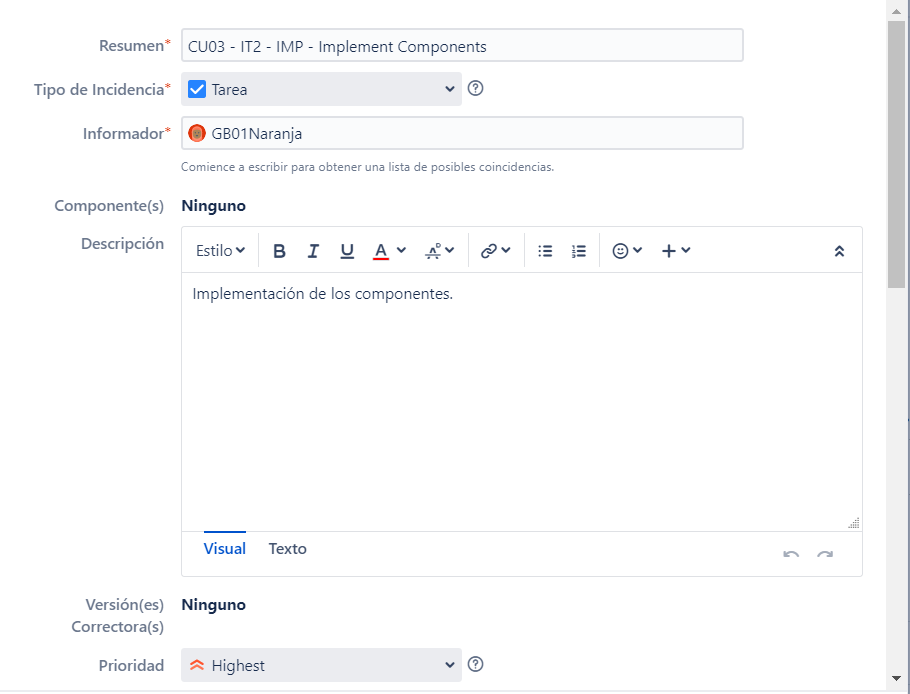 Resumen* CU03 - IT2 - IMP - Implement Components
Tipo de Incidencia* Tarea
Informador* GB01Naranja
Comience a escribir para obtener una lista de posibles coincidencias.
Componente(s) Ninguno
Descripción
Estilo B I U A
Implementación de los componentes.
Visual Texto
Versión(es) Ninguno
Correctora(s)
Prioridad Highest